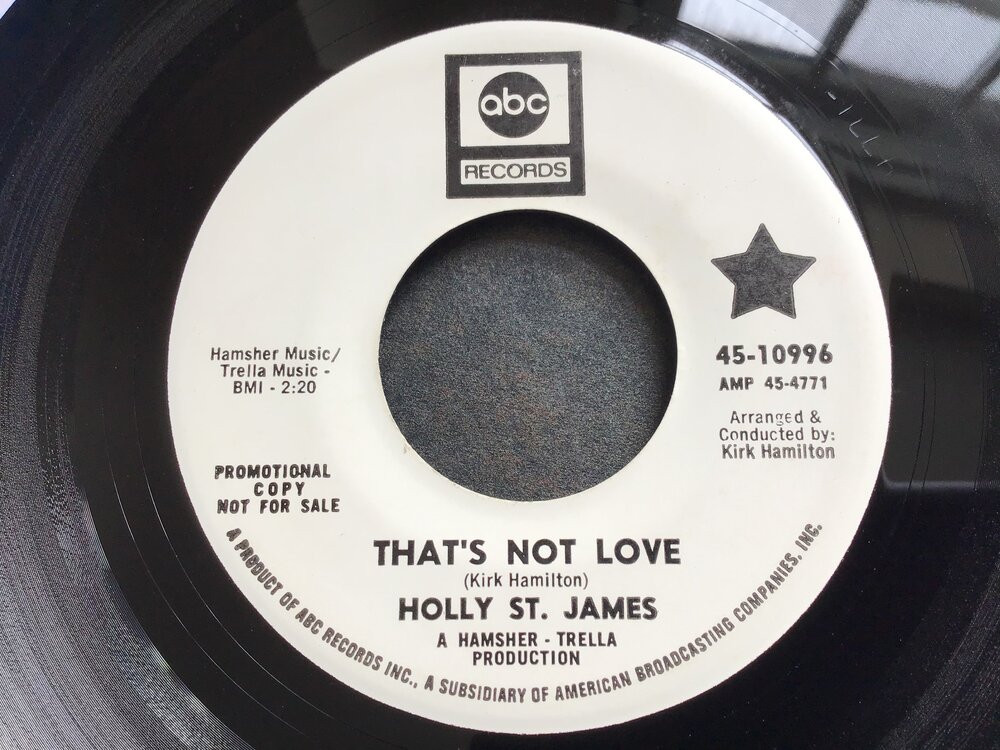 abc
RECORDS
45-10996
AMP 45-4771
Arranged &
Conducted by:
Kirk Hamilton
Hamsher Music/
Trella Music -
BMI - 2:20
PROMOTIONAL
COPY
NOT FOR SALE
THAT'S NOT LOVE
(Kirk Hamilton)
HOLLY ST. JAMES
A HAMSHER - TRELLA
PRODUCTION
A PRODUCT OF ABC RECORDS INC., A SUBSIDIARY OF AMERICAN BROADCASTING COMPANIES, INC.